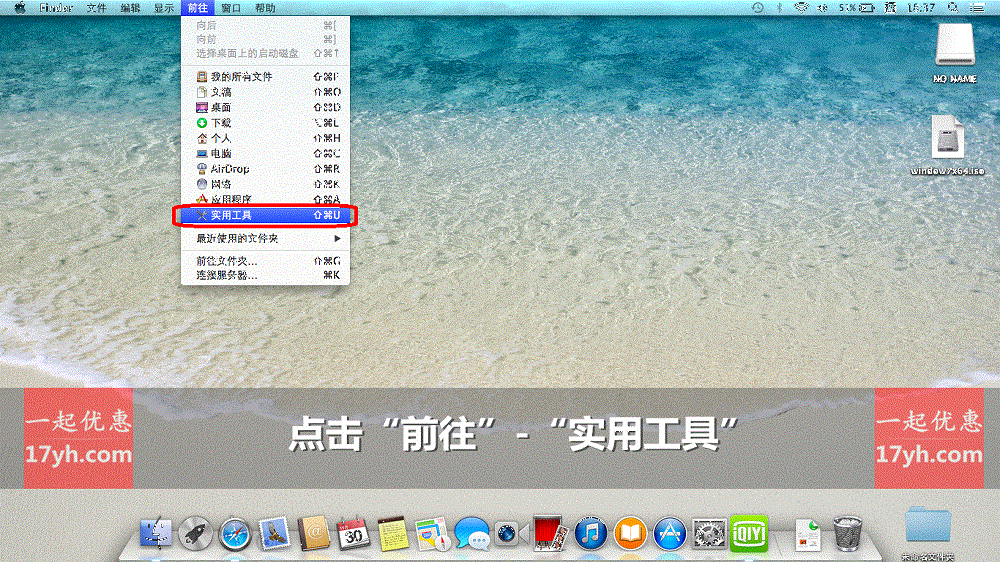 Finder 文件 编辑 显示 前往 窗口 帮助
向后 ⌘[
向前 ⌘]
选择桌面上的启动磁盘 ⇧⌘↑
我的所有文件 ⇧⌘F
文稿 ⇧⌘O
桌面 ⇧⌘D
下载 ⌥⌘L
个人 ⇧⌘H
电脑 ⇧⌘C
AirDrop ⇧⌘R
网络 ⇧⌘K
应用程序 ⇧⌘A
实用工具 ⇧⌘U
最近使用的文件夹 ▶
前往文件夹... ⇧⌘G
连接服务器... ⌘K
NO NAME
window7x64.iso
一起优惠
17yh.com
点击“前往”-“实用工具”
一起优惠
17yh.com
30
iQIYI
未命名文件夹